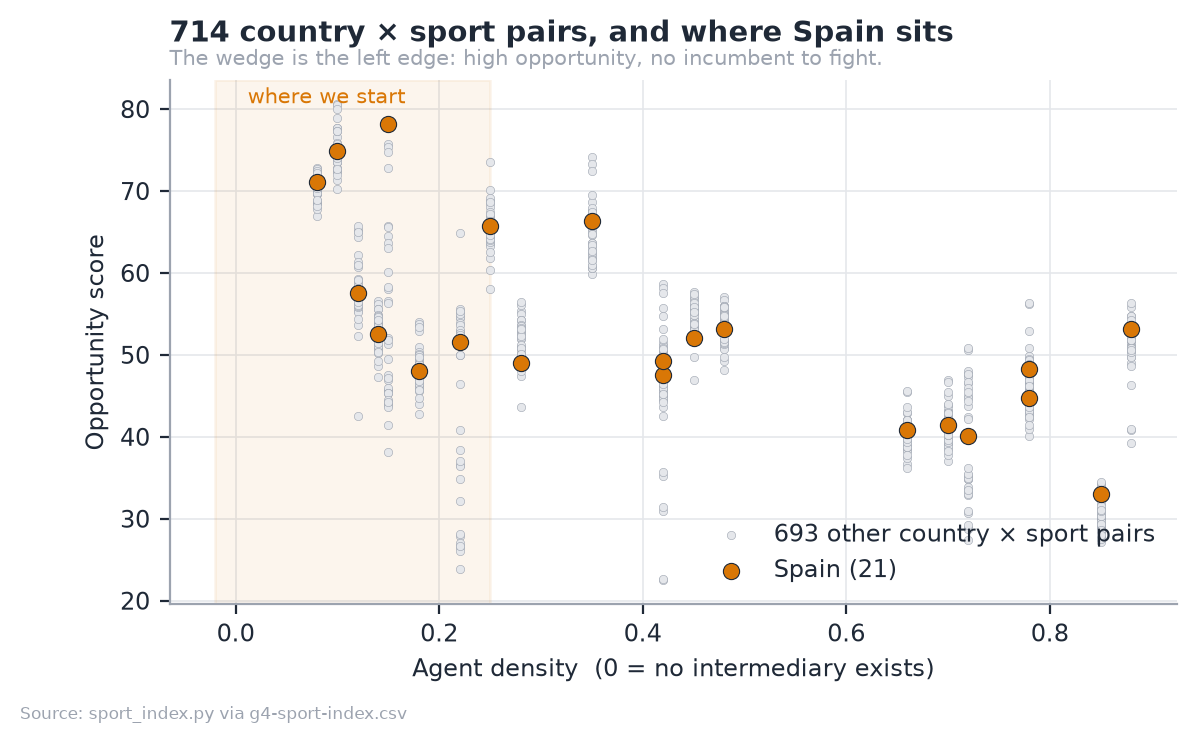 714 country × sport pairs, and where Spain sits
The wedge is the left edge: high opportunity, no incumbent to fight.
where we start
80
70
60
50
40
30
20
Opportunity score
693 other country × sport pairs
Spain (21)
0.0 0.2 0.4 0.6 0.8
Agent density (0 = no intermediary exists)
Source: sport_index.py via g4-sport-index.csv